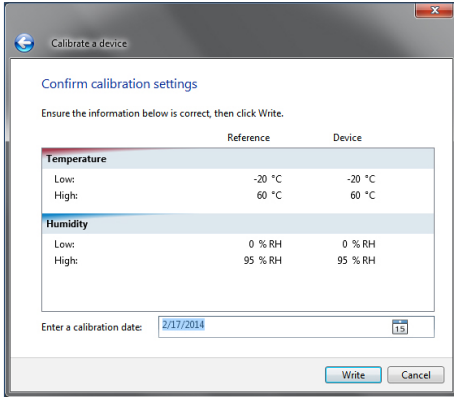 Calibrate a device
Confirm calibration settings
Ensure the information below is correct, then click Write.
Reference Device
Temperature
Low: -20 °C -20 °C
High: 60 °C 60 °C
Humidity
Low: 0 % RH 0 % RH
High: 95 % RH 95 % RH
Enter a calibration date: 2/17/2014 15
Write Cancel